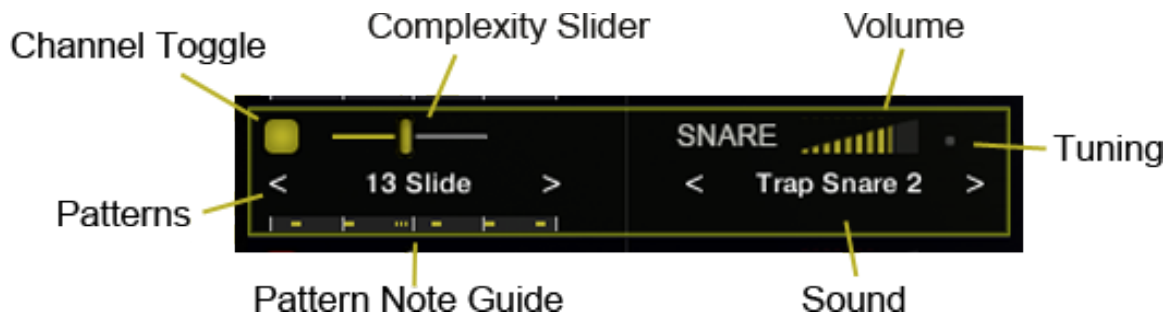 Channel Toggle
Complexity Slider
Volume
SNARE
Tuning
< 13 Slide >
< Trap Snare 2 >
Patterns
Pattern Note Guide
Sound